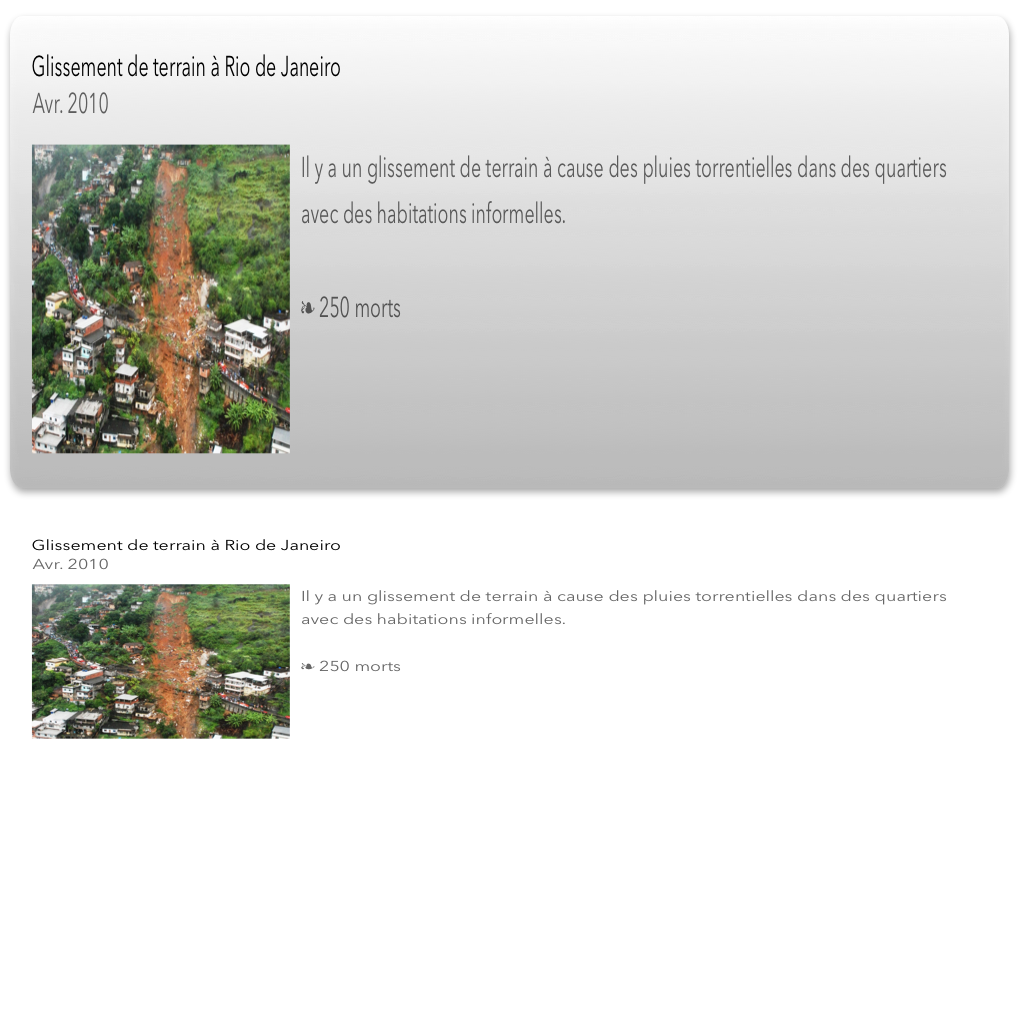 Glissement de terrain à Rio de Janeiro
Avr. 2010
Il y a un glissement de terrain à cause des pluies torrentielles dans des quartiers
avec des habitations informelles.
❧ 250 morts
Glissement de terrain à Rio de Janeiro
Avr. 2010
Il y a un glissement de terrain à cause des pluies torrentielles dans des quartiers
avec des habitations informelles.
❧ 250 morts